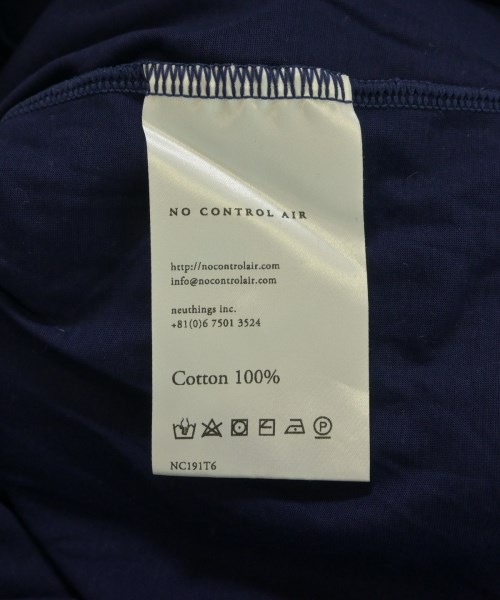 NO CONTROL AIR
http://nocontrolair.com
info@nocontrolair.com
neuthings inc.
+81(0)6 7501 3524
Cotton 100%
P
NC191T6